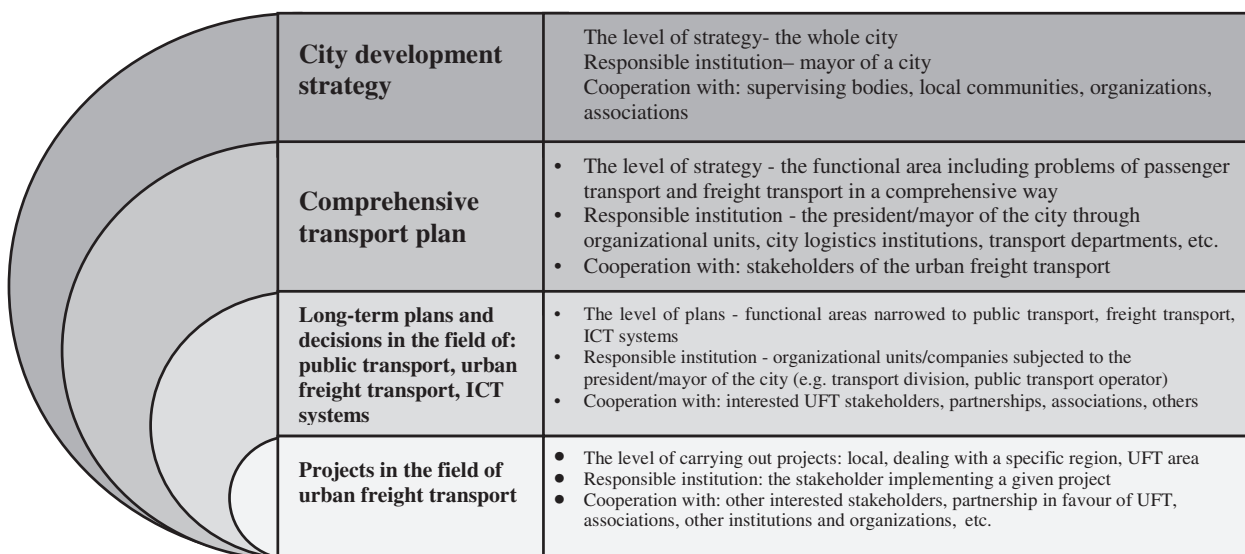 City development
strategy
The level of strategy- the whole city
Responsible institution– mayor of a city
Cooperation with: supervising bodies, local communities, organizations,
associations
Comprehensive
transport plan
• The level of strategy - the functional area including problems of passenger
transport and freight transport in a comprehensive way
• Responsible institution - the president/mayor of the city through
organizational units, city logistics institutions, transport departments, etc.
• Cooperation with: stakeholders of the urban freight transport
Long-term plans and
decisions in the field of:
public transport, urban
freight transport, ICT
systems
• The level of plans - functional areas narrowed to public transport, freight transport,
ICT systems
• Responsible institution - organizational units/companies subjected to the
president/mayor of the city (e.g. transport division, public transport operator)
• Cooperation with: interested UFT stakeholders, partnerships, associations, others
Projects in the field of
urban freight transport
● The level of carrying out projects: local, dealing with a specific region, UFT area
● Responsible institution: the stakeholder implementing a given project
● Cooperation with: other interested stakeholders, partnership in favour of UFT,
associations, other institutions and organizations, etc.